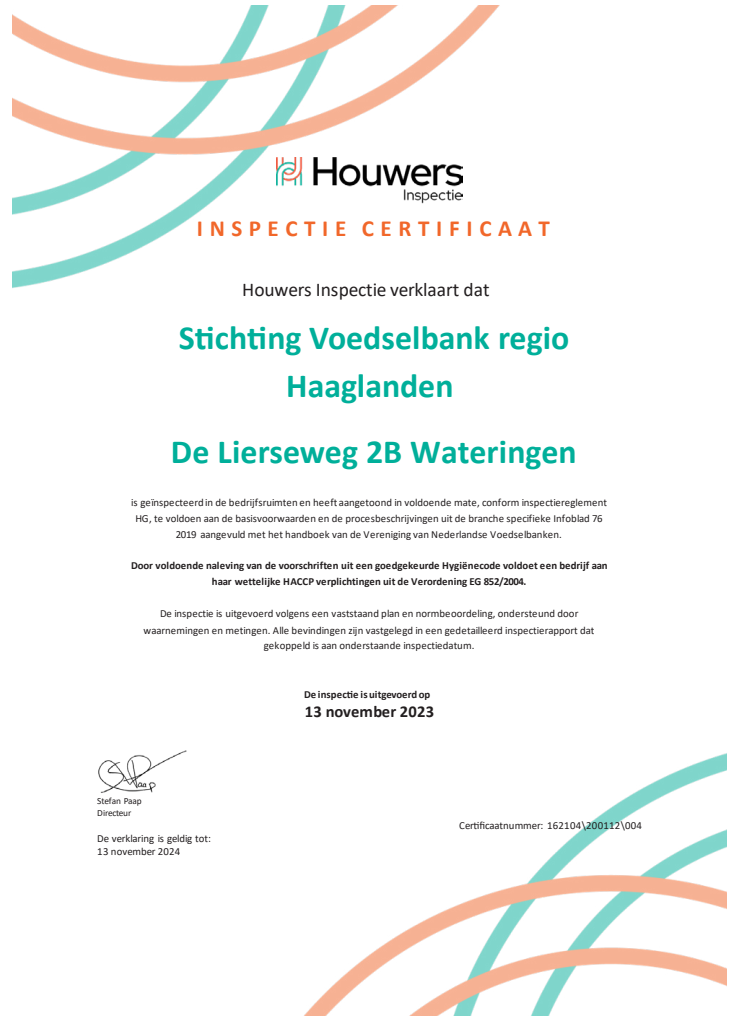 Houwers
Inspectie
INSPECTIE CERTIFICAAT
Houwers Inspectie verklaart dat
Stichting Voedselbank regio
Haaglanden
De Lierseweg 2B Wateringen
is geïnspecteerd in de bedrijfsruimten en heeft aangetoond in voldoende mate, conform inspectiereglement
HG, te voldoen aan de basisvoorwaarden en de procesbeschrijvingen uit de branche specifieke Infoblad 76
2019 aangevuld met het handboek van de Vereniging van Nederlandse Voedselbanken.
Door voldoende naleving van de voorschriften uit een goedgekeurde Hygiënecode voldoet een bedrijf aan
haar wettelijke HACCP verplichtingen uit de Verordening EG 852/2004.
De inspectie is uitgevoerd volgens een vaststaand plan en normbeoordeling, ondersteund door
waarnemingen en metingen. Alle bevindingen zijn vastgelegd in een gedetailleerd inspectierapport dat
gekoppeld is aan onderstaande inspectiedatum.
De inspectie is uitgevoerd op
13 november 2023
S. Paap
Stefan Paap
Directeur
Certificaatnummer: 162104\200112\004
De verklaring is geldig tot:
13 november 2024